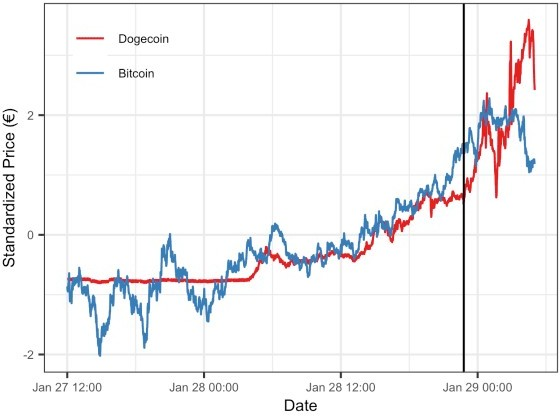 Dogecoin
Bitcoin
Standardized Price (€)
2
0
-2
Jan 27 12:00 Jan 28 00:00 Jan 28 12:00 Jan 29 00:00
Date